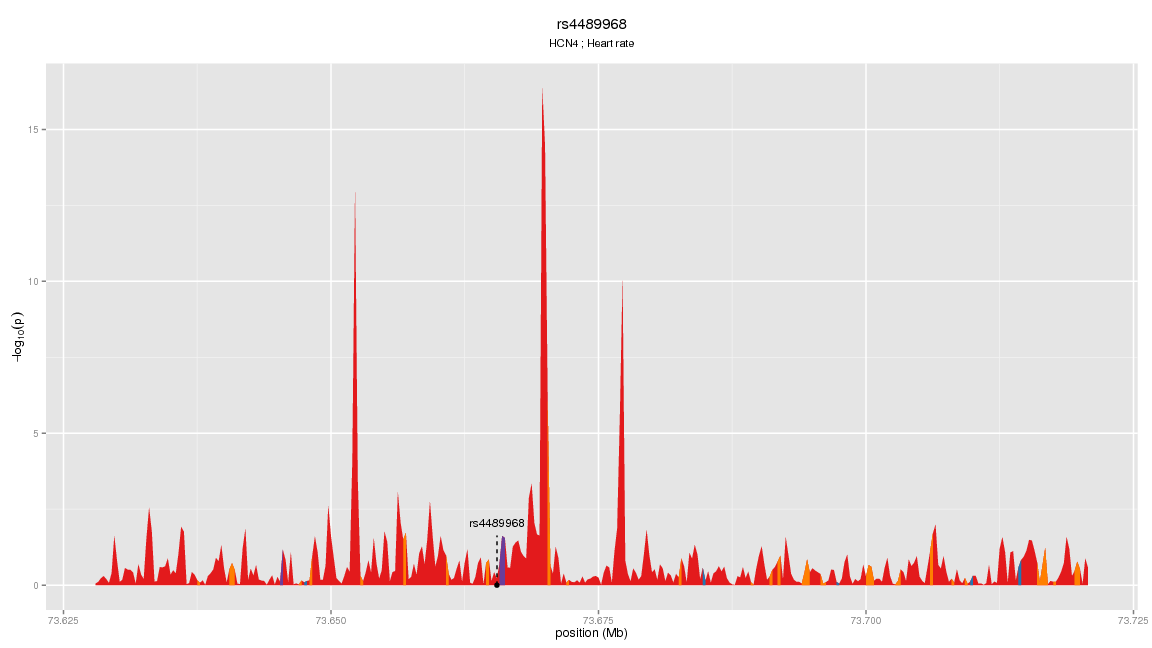 rs4489968
HCN4 ; Heart rate
−log10(p)
15
10
5
0
rs4489968
73.625 73.650 73.675 73.700 73.725
position (Mb)